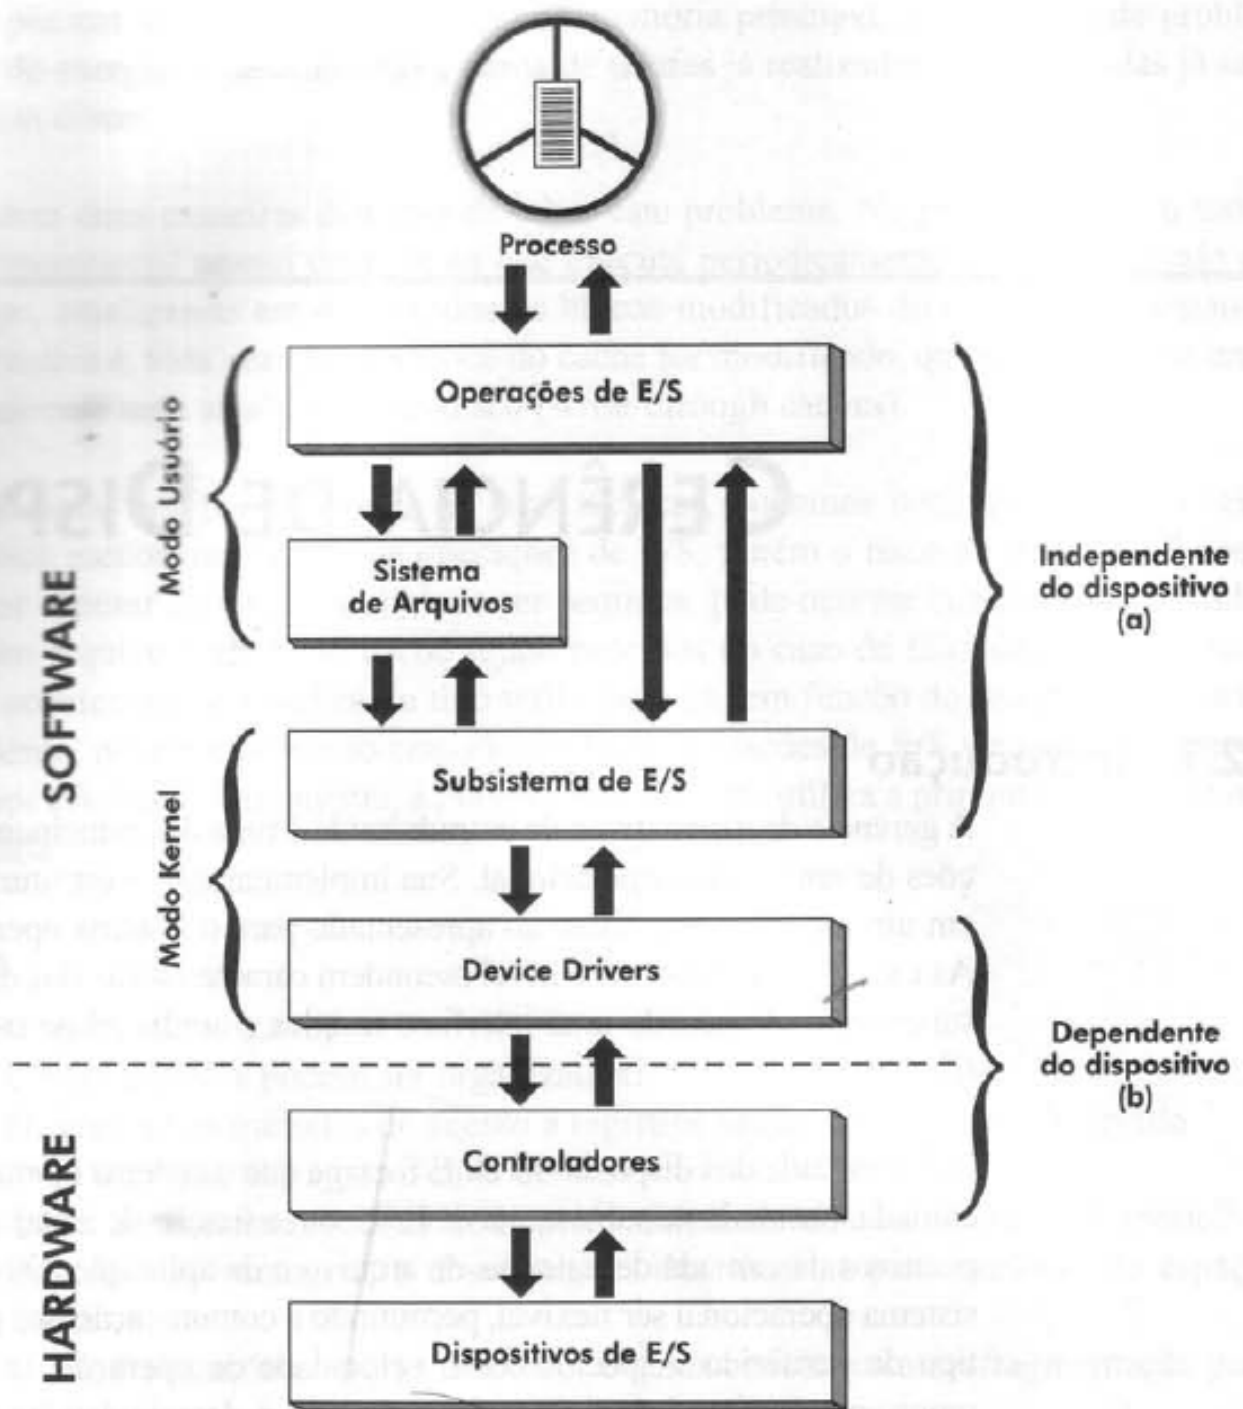 Processo
Operações de E/S
Sistema
de Arquivos
Subsistema de E/S
Device Drivers
Controladores
Dispositivos de E/S
Modo Usuário
Modo Kernel
SOFTWARE
HARDWARE
Independente
do dispositivo
(a)
Dependente
do dispositivo
(b)